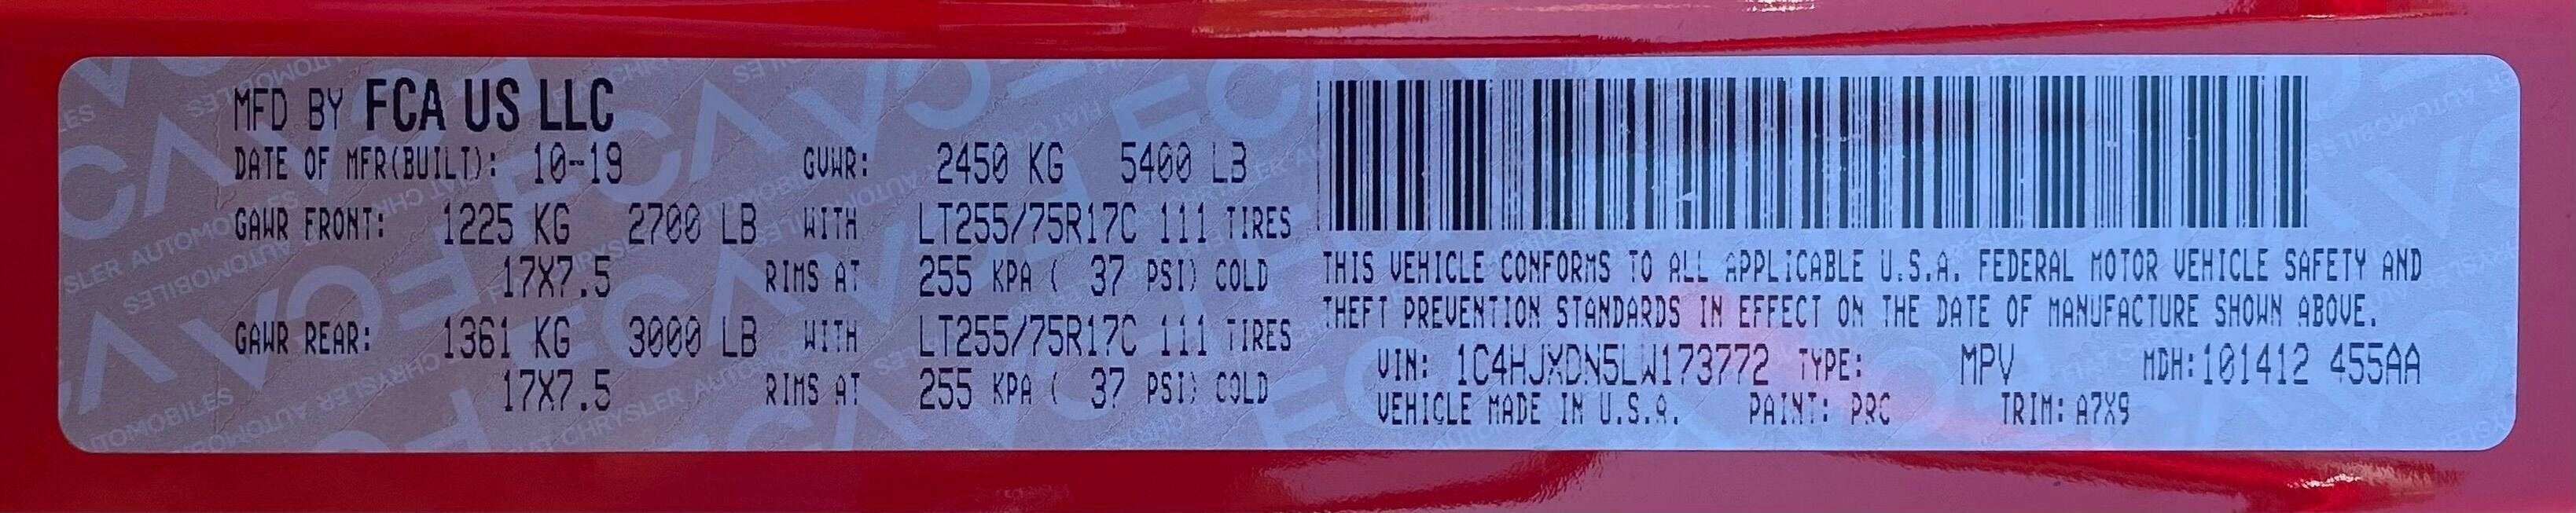 MFD BY FCA US LLC
DATE OF MFR(BUILT): 10-19 GVWR: 2450 KG 5400 LB
GAWR FRONT: 1225 KG 2700 LB WITH LT255/75R17C 111 TIRES
17X7.5 RIMS AT 255 KPA ( 37 PSI) COLD
GAWR REAR: 1361 KG 3000 LB WITH LT255/75R17C 111 TIRES
17X7.5 RIMS AT 255 KPA ( 37 PSI) COLD
THIS VEHICLE CONFORMS TO ALL APPLICABLE U.S.A. FEDERAL MOTOR VEHICLE SAFETY AND
THEFT PREVENTION STANDARDS IN EFFECT ON THE DATE OF MANUFACTURE SHOWN ABOVE.
VIN: 1C4HJXDN5LW173772 TYPE: MPV MDH:101412 455AA
VEHICLE MADE IN U.S.A. PAINT: PRC TRIM: A7X9